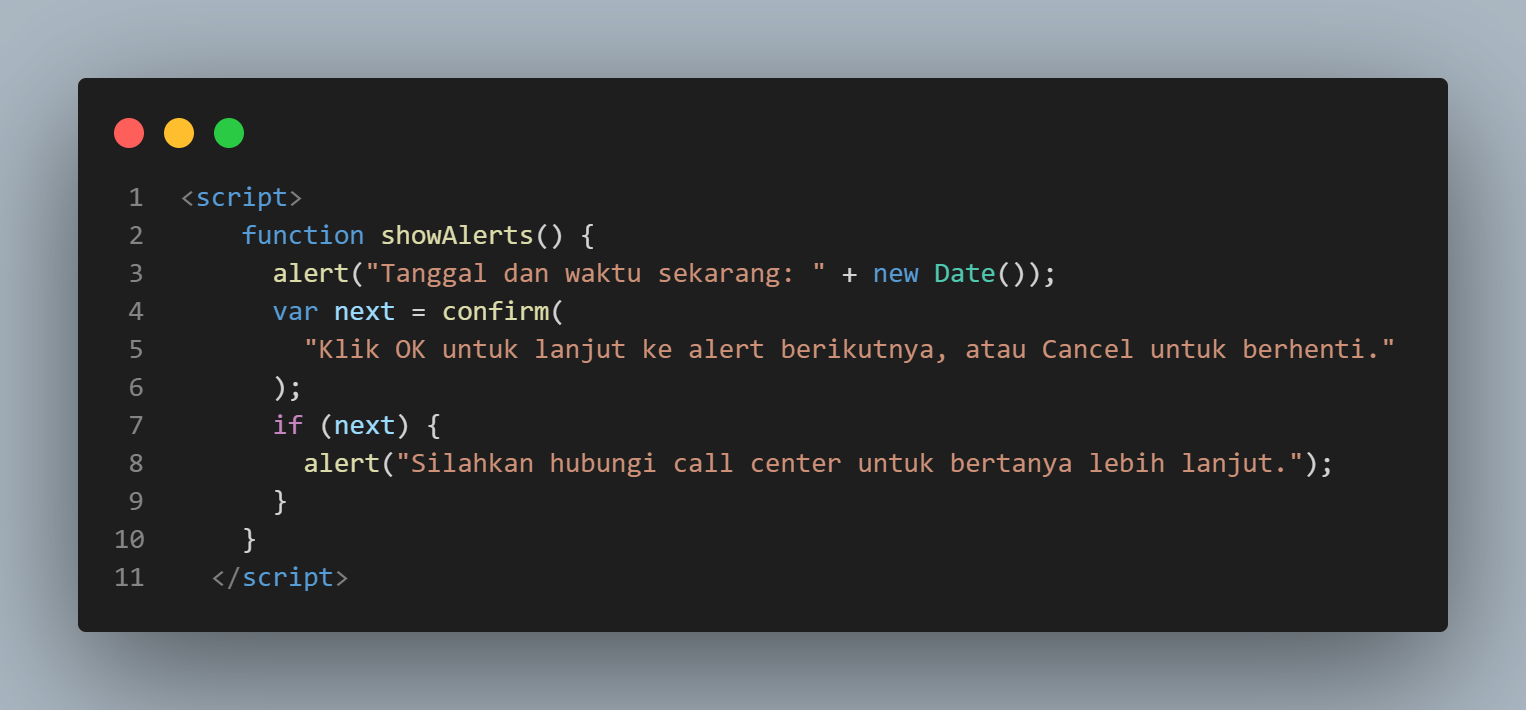 1 <script>
2 function showAlerts() {
3 alert("Tanggal dan waktu sekarang: " + new Date());
4 var next = confirm(
5 "Klik OK untuk lanjut ke alert berikutnya, atau Cancel untuk berhenti."
6 );
7 if (next) {
8 alert("Silahkan hubungi call center untuk bertanya lebih lanjut.");
9 }
10 }
11 </script>